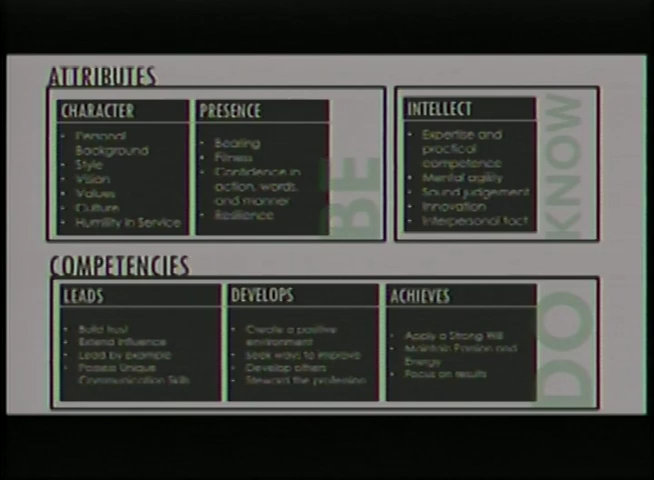 ATTRIBUTES
CHARACTER
• Personal
Background
• Style
• Vision
• Values
• Culture
• Humility in Service
PRESENCE
• Bearing
• Fitness
• Confidence in
action, words,
and manner
• Resilience
BE
INTELLECT
• Expertise and
practical
competence
• Mental agility
• Sound judgement
• Innovation
• Interpersonal tact
KNOW
COMPETENCIES
LEADS
• Build trust
• Extend Influence
• Lead by example
• Possess Unique
Communication Skills
DEVELOPS
• Create a positive
environment
• Seek ways to improve
• Develop others
• Steward the profession
ACHIEVES
• Apply a Strong Will
• Maintain Passion and
Energy
• Focus on results
DO